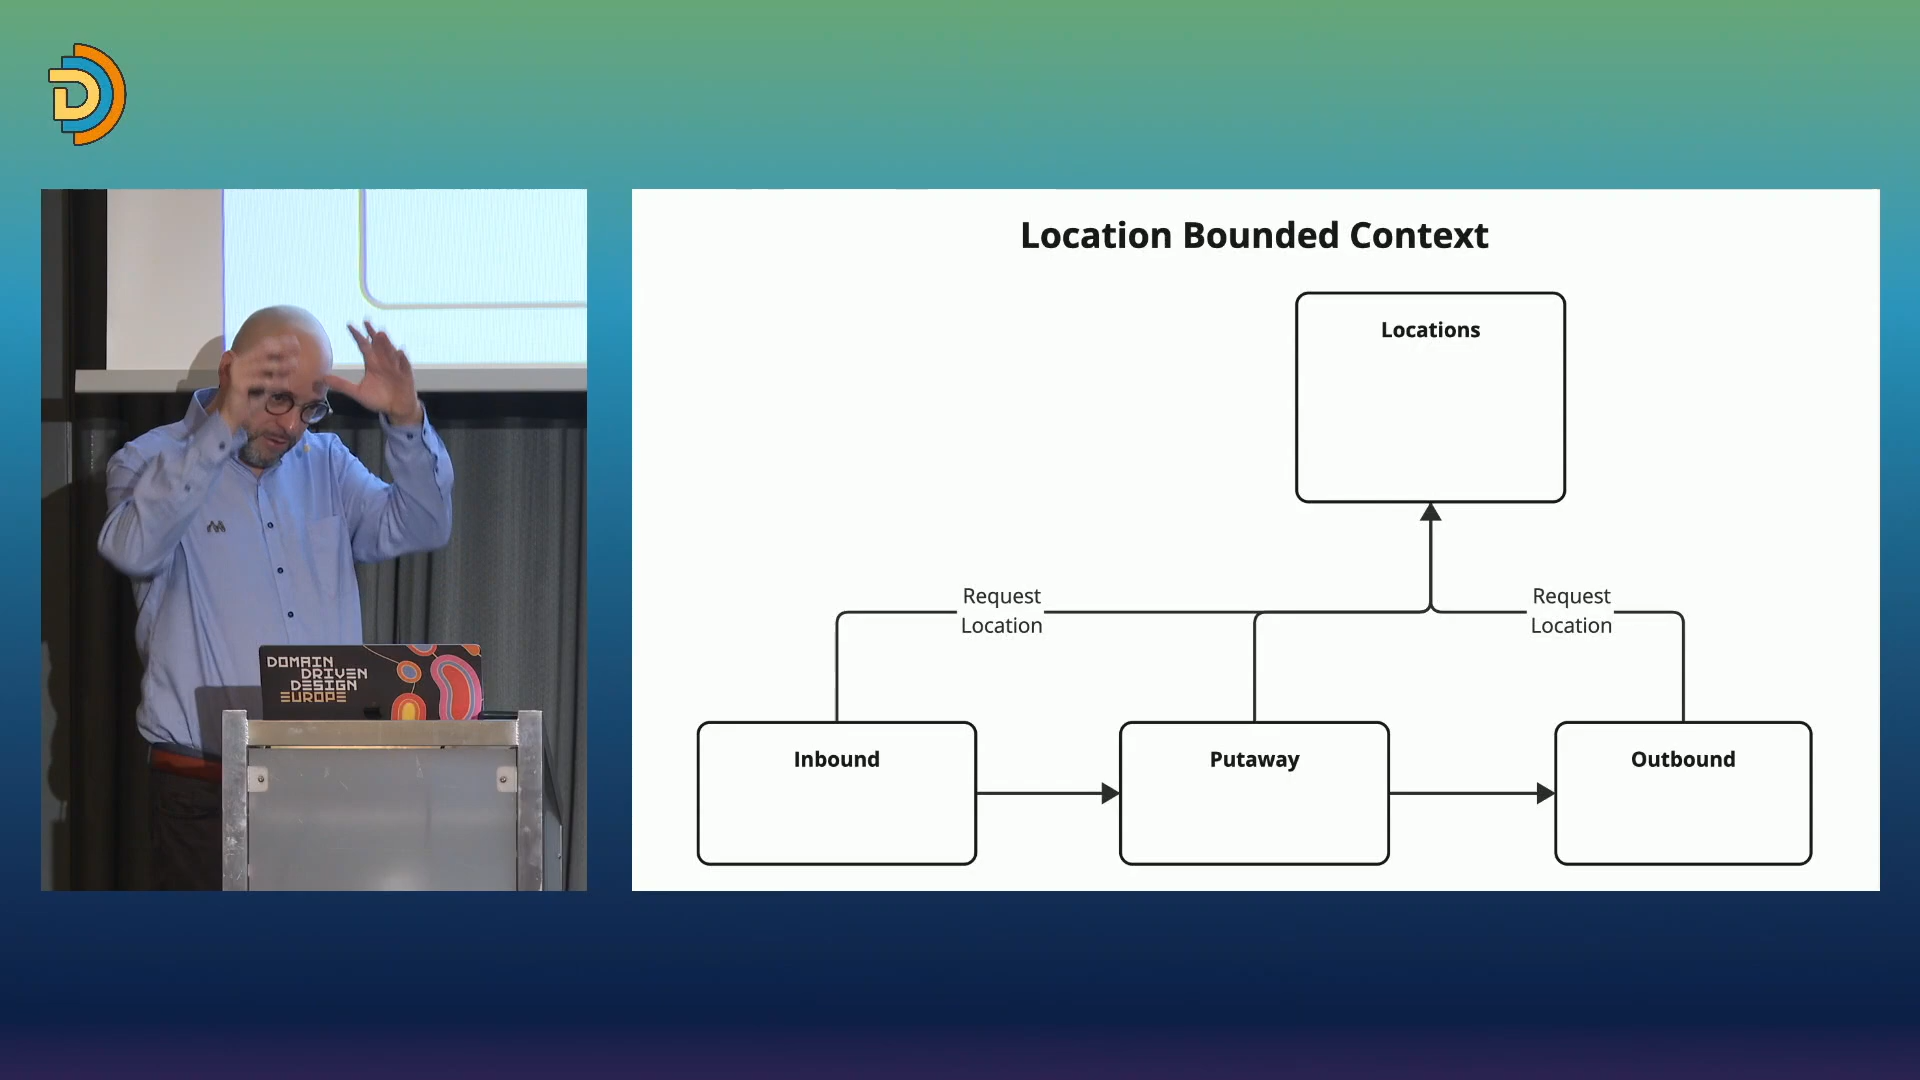 Location Bounded Context
Locations
Request
Location
Request
Location
Inbound
Putaway
Outbound
DOMAIN
DRIVEN
DESIGN
EUROPE